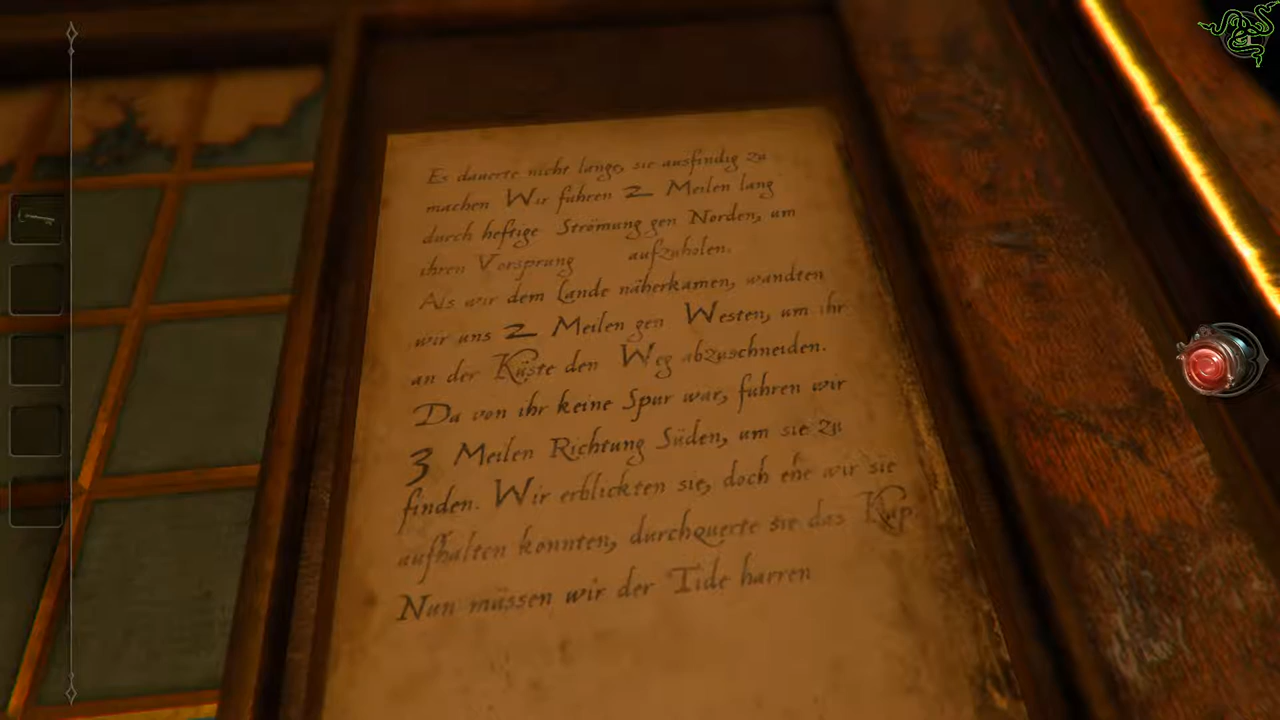 Es dauerte nicht lange, sie ausfindig zu
machen Wir fuhren 2 Meilen lang
durch heftige Strömung gen Norden, um
ihren Vorsprung aufzuholen.
Als wir dem Lande näherkamen, wandten
wir uns 2 Meilen gen Westen, um ihr
an der Küste den Weg abzuschneiden.
Da von ihr keine Spur war, fuhren wir
3 Meilen Richtung Süden, um sie zu
finden. Wir erblickten sie, doch ehe wir sie
aufhalten konnten, durchquerte sie das Kap
Nun müssen wir der Tide harren